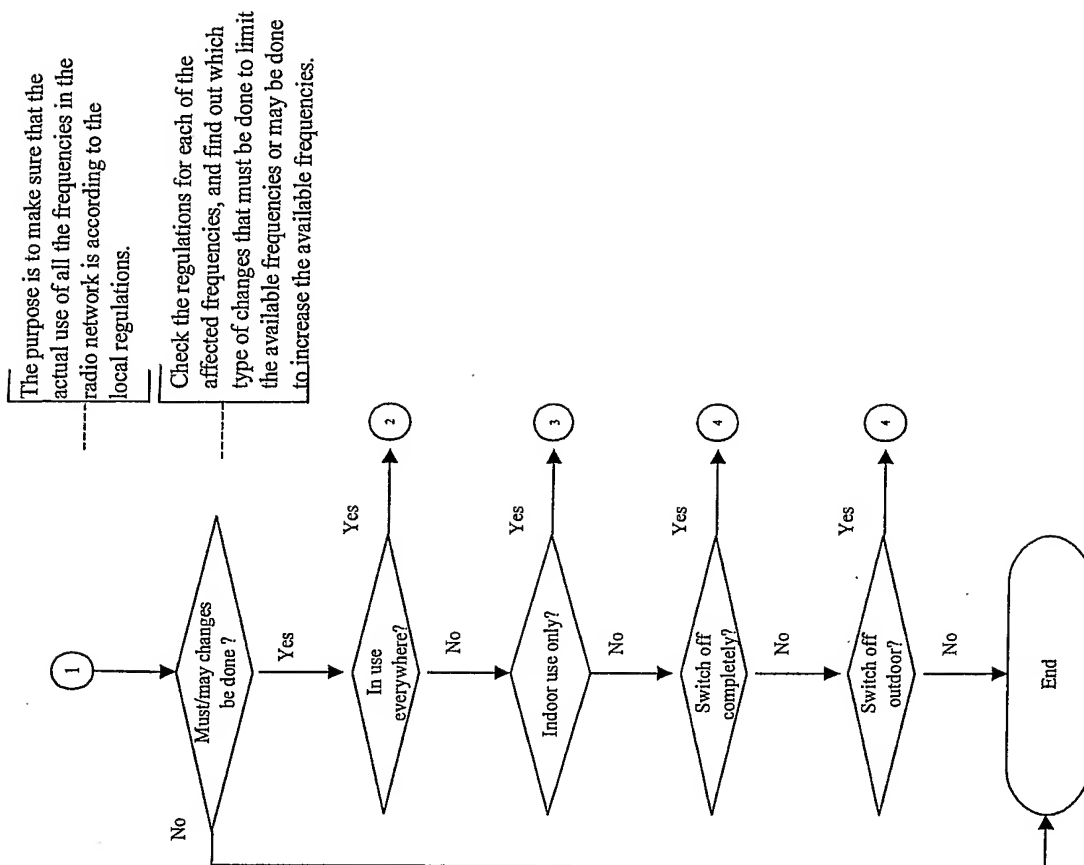 The purpose is to make sure that the
actual use of all the frequencies in the
radio network is according to the
local regulations.
Check the regulations for each of the
affected frequencies, and find out which
type of changes that must be done to limit
the available frequencies or may be done
to increase the available frequencies.
1
Must/may changes
be done ?
No
Yes
In use
everywhere?
Yes
2
No
Indoor use only?
Yes
3
No
Switch off
completely?
Yes
4
No
Switch off
outdoor?
Yes
4
No
End